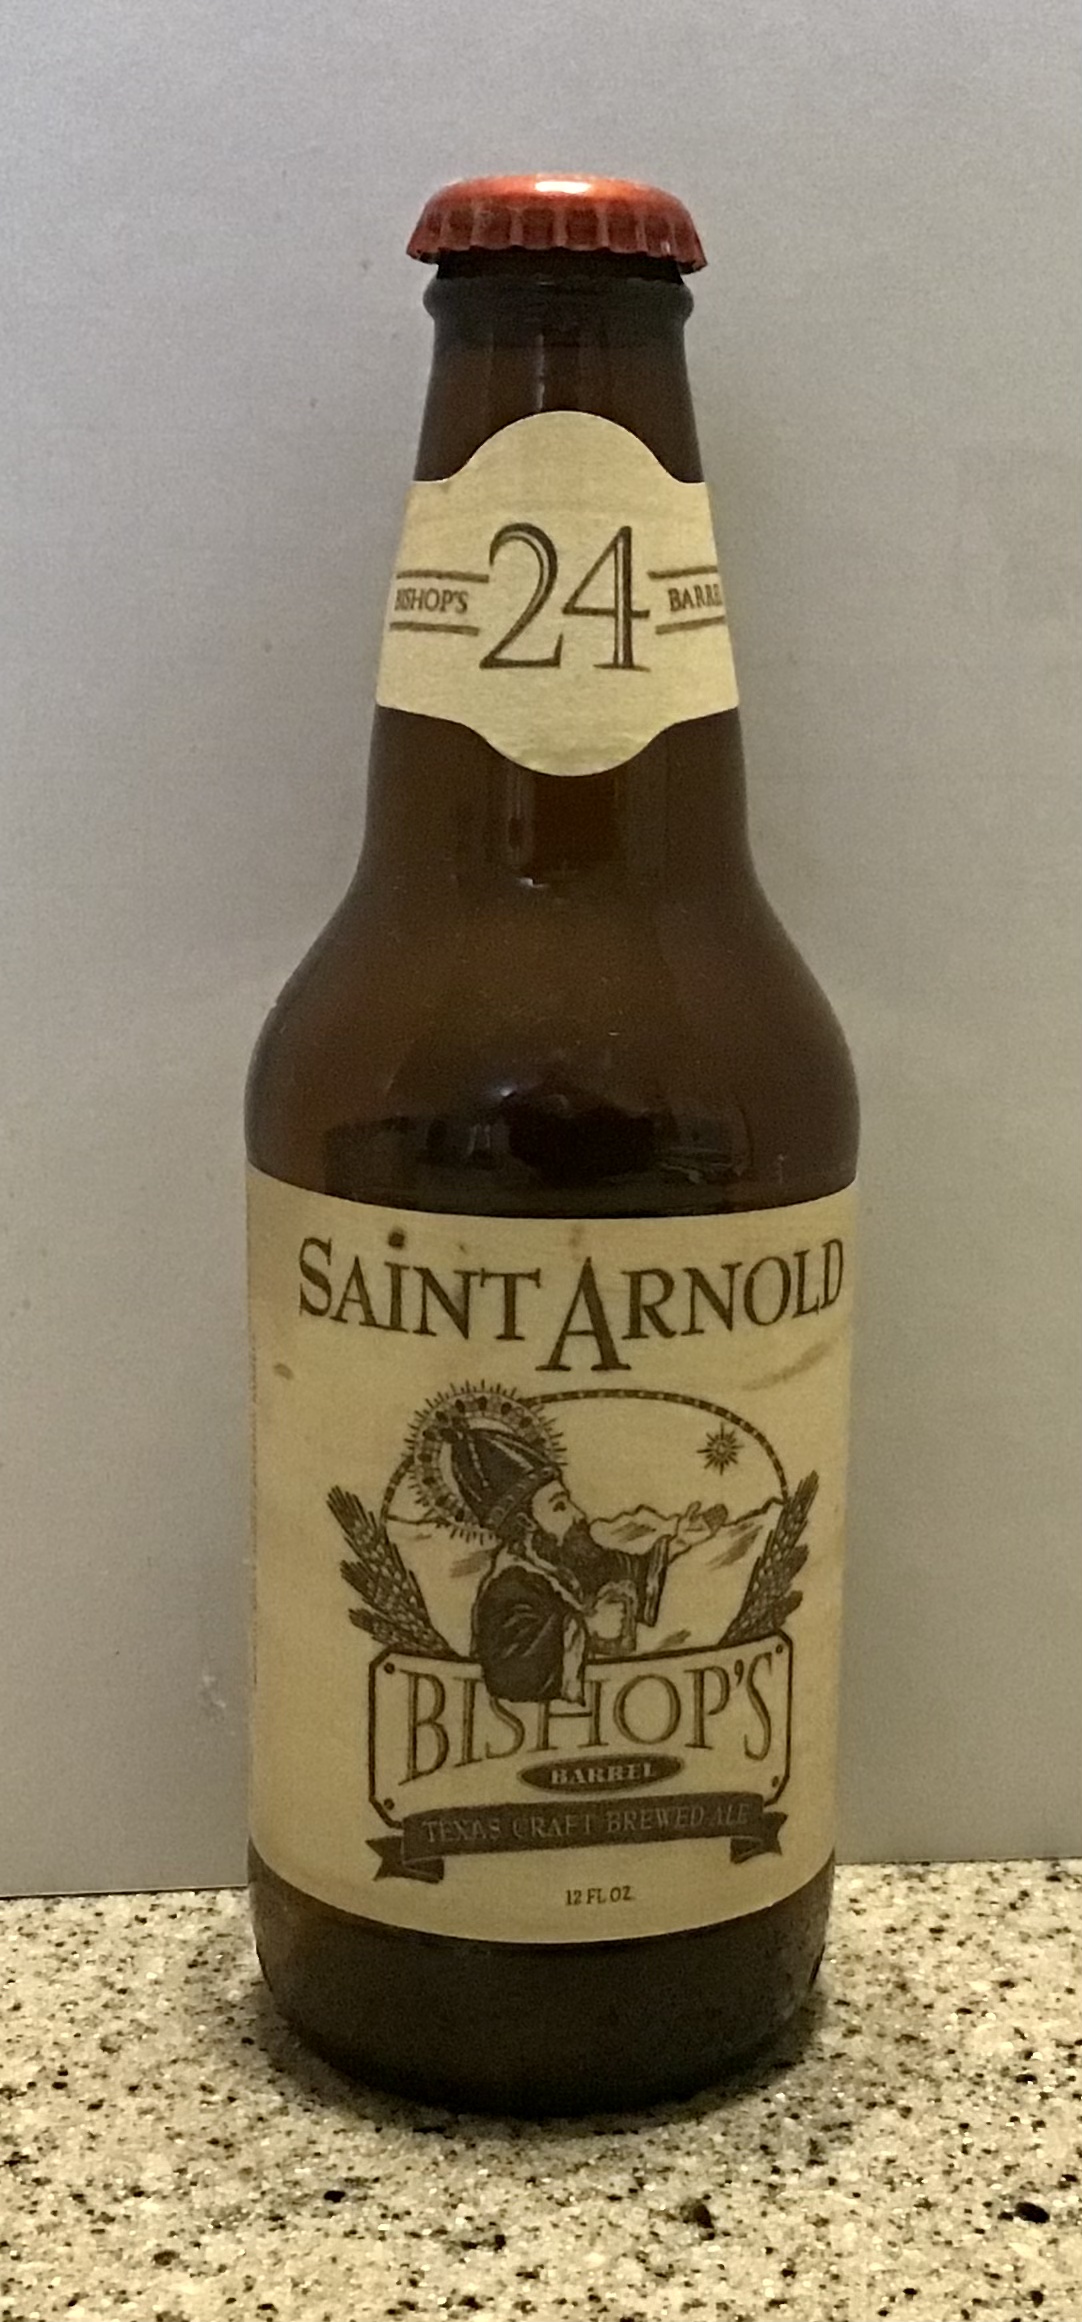 BISHOP'S 24 BARREL
SAINT ARNOLD
BISHOP'S
BARREL
TEXAS CRAFT BREWED ALE
12 FL OZ